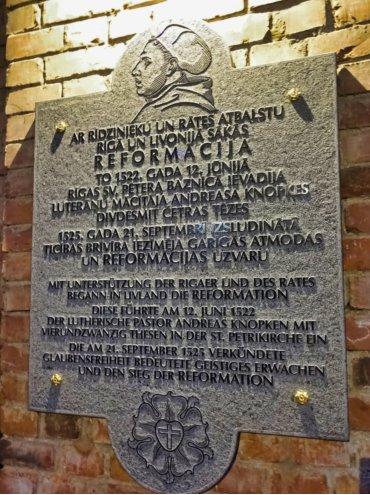 AR RĪDZINIEKU UN RĀTES ATBALSTU
RĪGĀ UN LIVONIJĀ SĀKĀS
REFORMĀCIJA
TO 1522. GADA 12. JŪNIJĀ
RĪGAS SV. PĒTERA BAZNĪCĀ IEVADĪJA
LUTERĀŅU MĀCĪTĀJA ANDREASA KNOPKES
DIVDESMIT ČETRAS TĒZES
1525. GADA 21. SEPTEMBRĪ IZSLUDINĀTĀ
TICĪBAS BRĪVĪBA IEZĪMĒJA GARĪGĀS ATMODAS
UN REFORMĀCIJAS UZVARU
MIT UNTERSTÜTZUNG DER RIGAER UND DES RATES
BEGANN IN LIVLAND DIE REFORMATION
DIESE FÜHRTE AM 12. JUNI 1522
DER LUTHERISCHE PASTOR ANDREAS KNOPKEN MIT
VIERUNDZWANZIG THESEN IN DER ST. PETRIKIRCHE EIN
DIE AM 21. SEPTEMBER 1525 VERKÜNDETE
GLAUBENSFREIHEIT BEDEUTETE GEISTIGES ERWACHEN
UND DEN SIEG DER REFORMATION